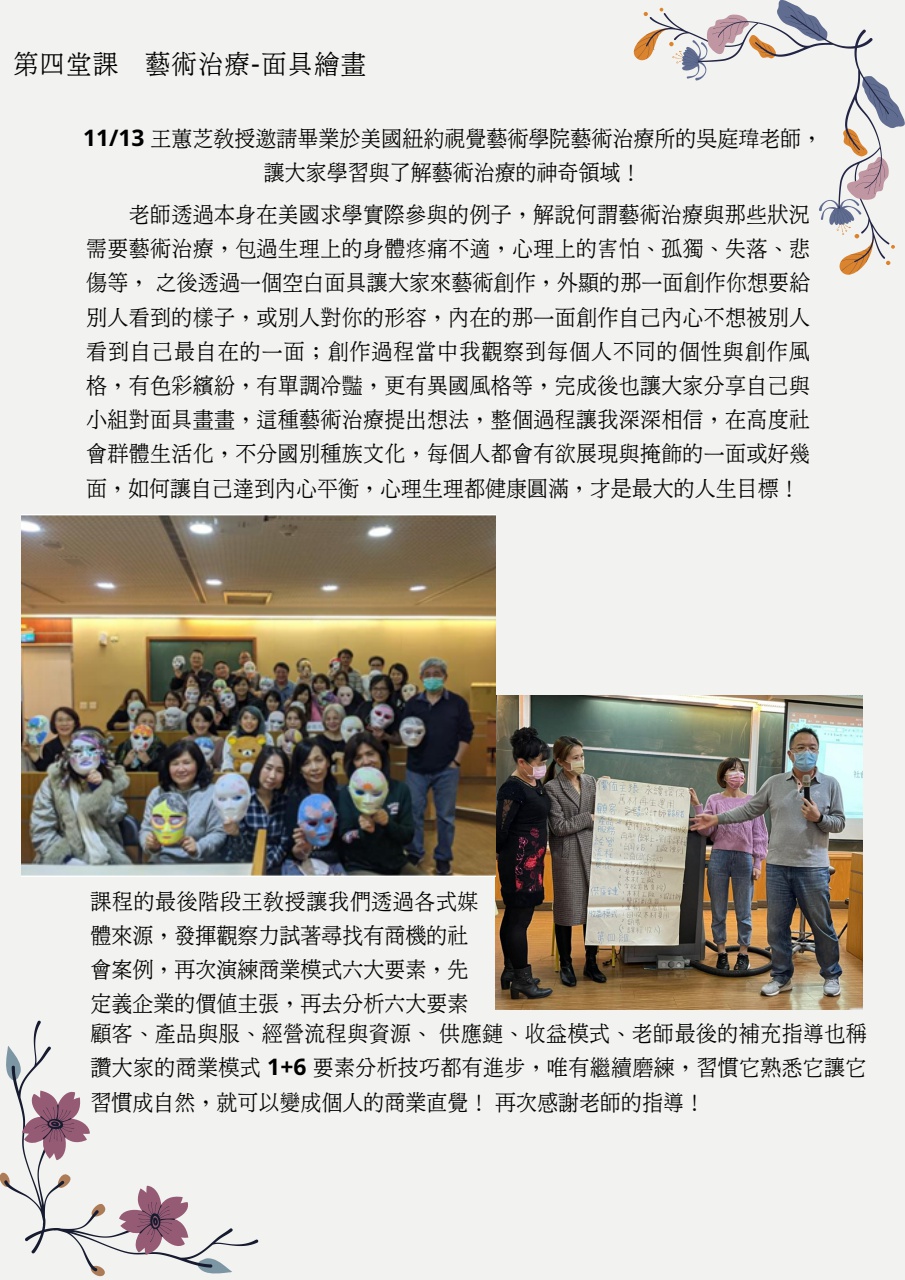 第四堂課　藝術治療-面具繪畫
11/13 王蕙芝教授邀請畢業於美國紐約視覺藝術學院藝術治療所的吳庭瑋老師，
讓大家學習與了解藝術治療的神奇領域！
老師透過本身在美國求學實際參與的例子，解說何謂藝術治療與那些狀況
需要藝術治療，包過生理上的身體疼痛不適，心理上的害怕、孤獨、失落、悲
傷等， 之後透過一個空白面具讓大家來藝術創作，外顯的那一面創作你想要給
別人看到的樣子，或別人對你的形容，內在的那一面創作自己內心不想被別人
看到自己最自在的一面；創作過程當中我觀察到每個人不同的個性與創作風
格，有色彩繽紛，有單調冷豔，更有異國風格等，完成後也讓大家分享自己與
小組對面具畫畫，這種藝術治療提出想法，整個過程讓我深深相信，在高度社
會群體生活化，不分國別種族文化，每個人都會有欲展現與掩飾的一面或好幾
面，如何讓自己達到內心平衡，心理生理都健康圓滿，才是最大的人生目標！
課程的最後階段王教授讓我們透過各式媒
體來源，發揮觀察力試著尋找有商機的社
會案例，再次演練商業模式六大要素，先
定義企業的價值主張，再去分析六大要素
顧客、產品與服、經營流程與資源、 供應鏈、收益模式、老師最後的補充指導也稱
讚大家的商業模式 1+6 要素分析技巧都有進步，唯有繼續磨練，習慣它熟悉它讓它
習慣成自然，就可以變成個人的商業直覺！ 再次感謝老師的指導！